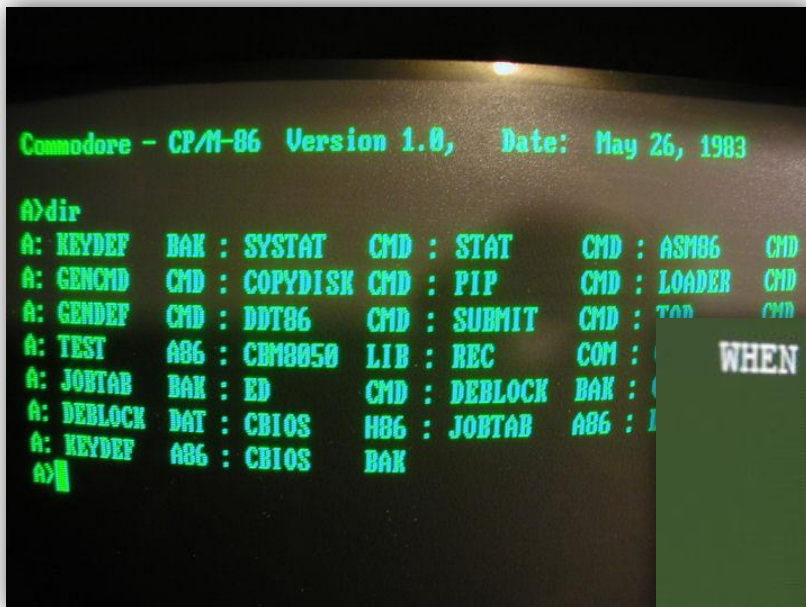 Commodore - CP/M-86 Version 1.0, Date: May 26, 1983
A>dir
A: KEYDEF BAK : SYSTAT CMD : STAT CMD : ASM86 CMD
A: GENCMD CMD : COPYDISK CMD : PIP CMD : LOADER CMD
A: GENDEF CMD : DDT86 CMD : SUBMIT CMD : TOD CMD
A: TEST A86 : CBM8050 LIB : REC COM :
A: JOBTAB BAK : ED CMD : DEBLOCK BAK :
A: DEBLOCK DAT : CBIOS H86 : JOBTAB A86 :
A: KEYDEF A86 : CBIOS BAK
A>
WHEN